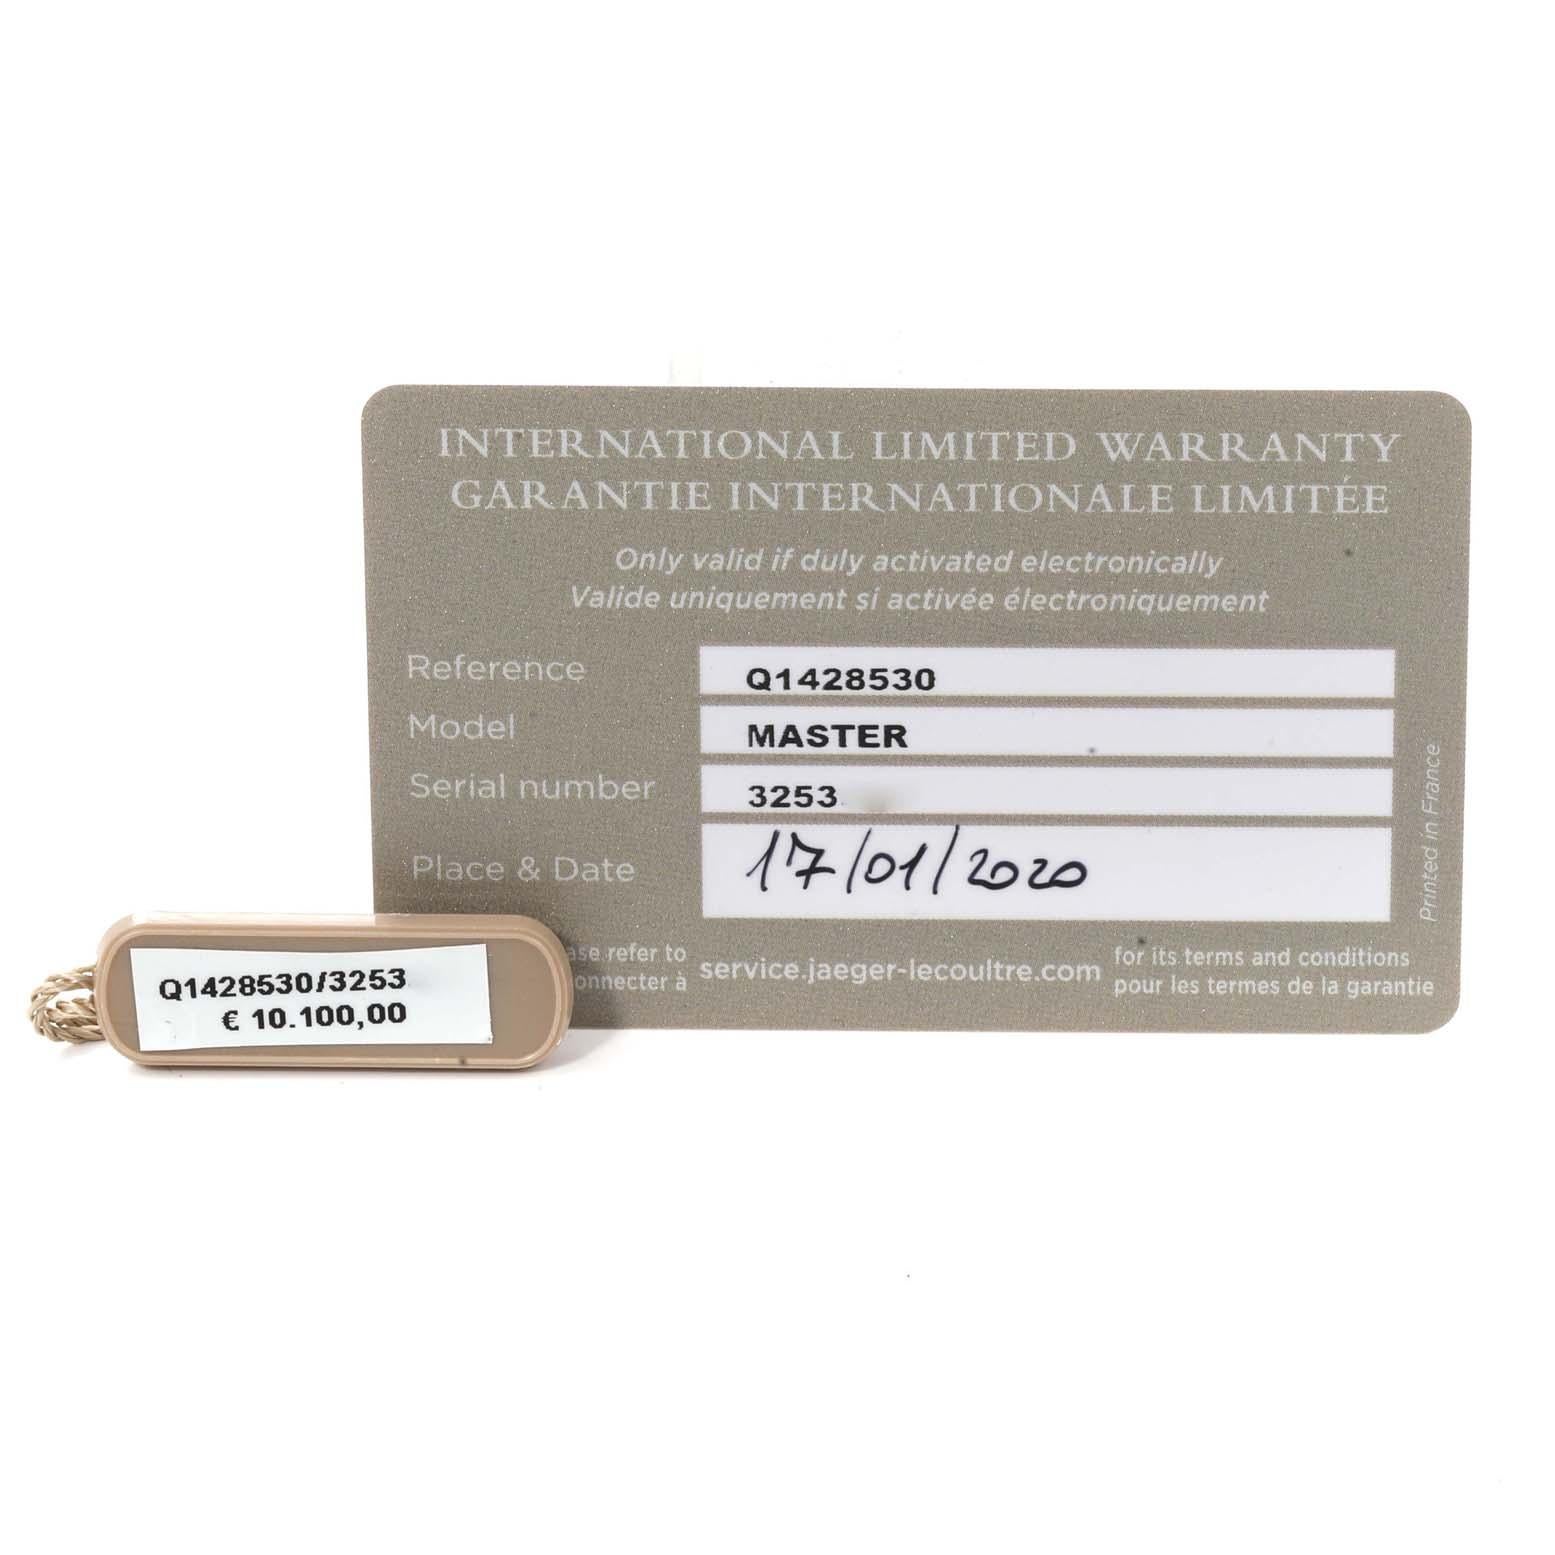 INTERNATIONAL LIMITED WARRANTY
GARANTIE INTERNATIONALE LIMITÉE
Only valid if duly activated electronically
Valide uniquement si activée électroniquement
Reference Q1428530
Model MASTER
Serial number 3253
Place & Date 17/01/2020
Printed in France
refer to service.jaeger-lecoultre.com for its terms and conditions
à pour les termes de la garantie
Q1428530/3253
€ 10.100,00